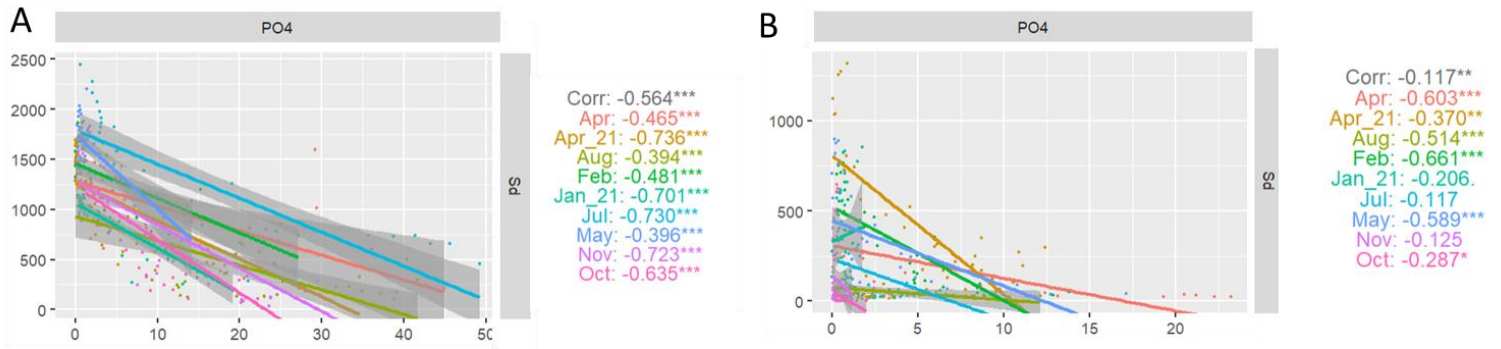 A
PO4
2500
2000
1500
1000
500
0
0
10
20
30
40
50
Sd
Corr: -0.564***
Apr: -0.465***
Apr_21: -0.736***
Aug: -0.394***
Feb: -0.481***
Jan_21: -0.701***
Jul: -0.730***
May: -0.396***
Nov: -0.723***
Oct: -0.635***
B
PO4
1000
500
0
0
5
10
15
20
Sd
Corr: -0.117**
Apr: -0.603***
Apr_21: -0.370**
Aug: -0.514***
Feb: -0.661***
Jan_21: -0.206.
Jul: -0.117
May: -0.589***
Nov: -0.125
Oct: -0.287*